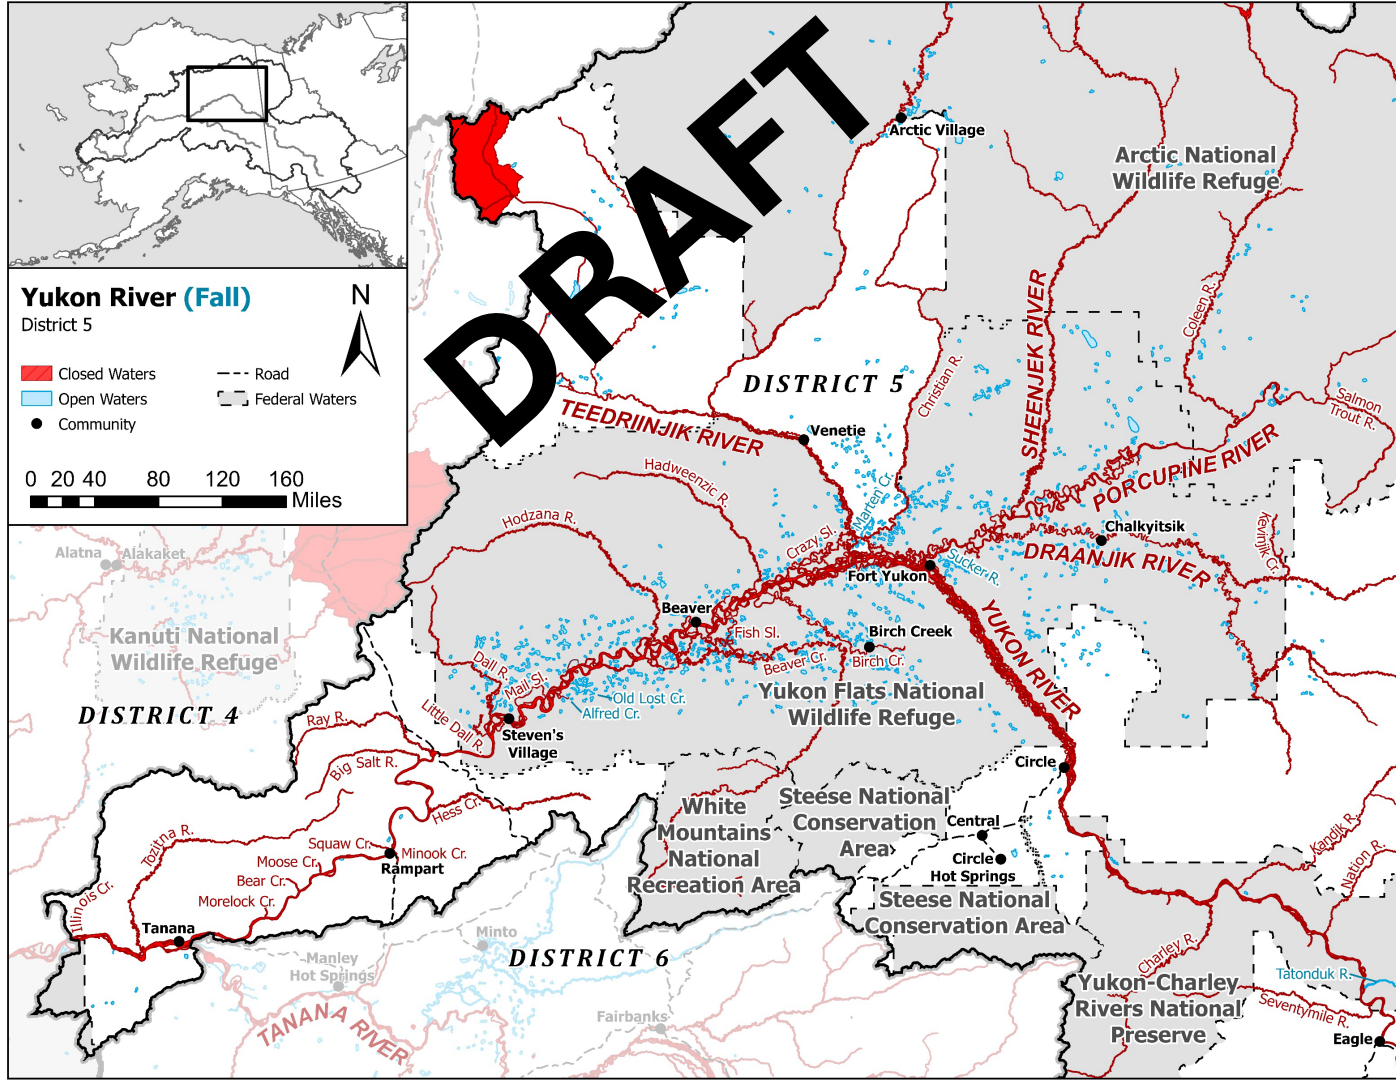 DRAFT
Yukon River (Fall)
District 5
N
Closed Waters
Open Waters
Community
Road
Federal Waters
0 20 40 80 120 160
Miles
Arctic Village
Arctic National
Wildlife Refuge
Coleen R.
SHEENJEK RIVER
DISTRICT 5
Christian R.
Salmon
Trout R.
TEEDRIINJIK RIVER
Venetie
PORCUPINE RIVER
Hadweenzic R.
Marten Cr.
Hodzana R.
Crazy Sl.
Chalkyitsik
Kevinjik Cr.
DRAANJIK RIVER
Sucker R.
Fort Yukon
Alatna
Alakaket
Kanuti National
Wildlife Refuge
Beaver
Fish Sl.
Birch Creek
Beaver Cr.
Birch Cr.
YUKON RIVER
Dall R.
Mail Sl.
Old Lost Cr.
Alfred Cr.
Yukon Flats National
Wildlife Refuge
Little Dall R.
Steven's
Village
DISTRICT 4
Ray R.
Big Salt R.
Circle
Hess Cr.
White
Mountains
National
Recreation Area
Steese National
Conservation
Area
Central
Circle
Hot Springs
Tozitna R.
Squaw Cr.
Minook Cr.
Rampart
Moose Cr.
Bear Cr.
Morelock Cr.
Illinois Cr.
Kandik R.
Nation R.
Steese National
Conservation Area
Tanana
Minto
DISTRICT 6
Manley
Hot Springs
Charley R.
Tatonduk R.
Yukon-Charley
Rivers National
Preserve
Seventymile R.
TANANA RIVER
Fairbanks
Eagle